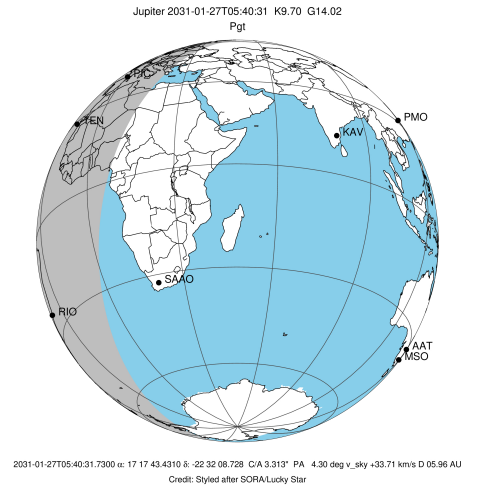 Jupiter 2031-01-27T05:40:31 K9.70 G14.02
Pgt
TEN
PMO
KAV
SAAO
RIO
AAT
MSO
2031-01-27T05:40:31.7300 α: 17 17 43.4310 δ: -22 32 08.728 C/A 3.313" PA 4.30 deg v_sky +33.71 km/s D 05.96 AU
Credit: Styled after SORA/Lucky Star